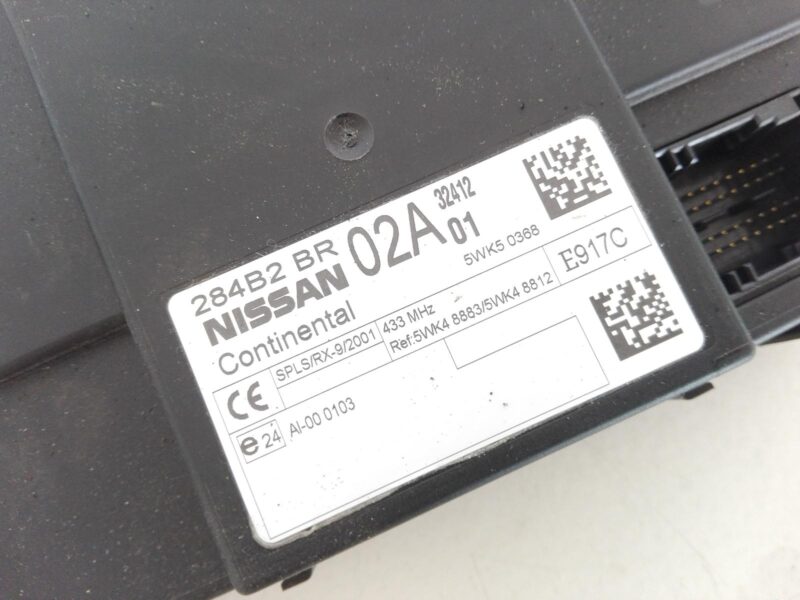 284B2 BR 02A 32412
NISSAN 01
Continental 5WK5 0368
CE SPLS/RX-9/2001 433 MHz E917C
Ref:5WK4 8883/5WK4 8812
e 24 AI-00 0103